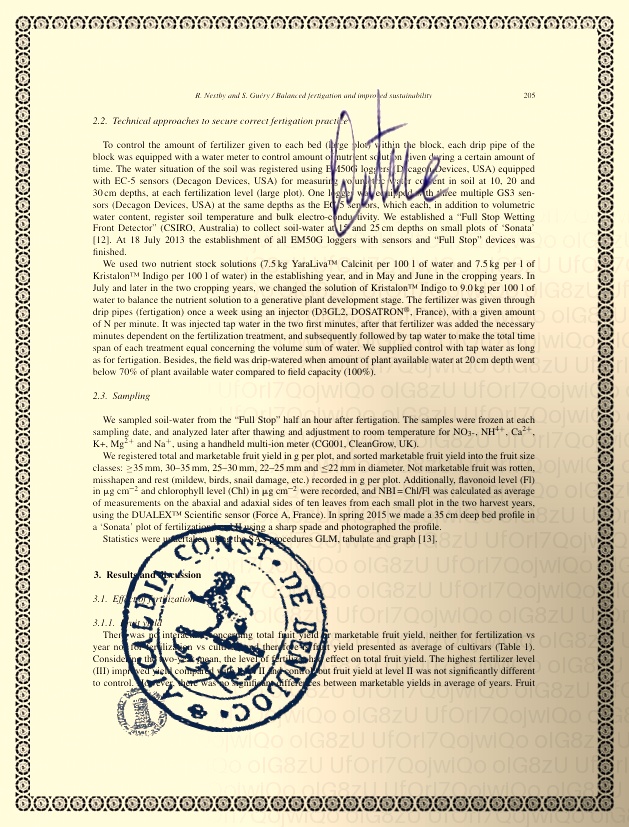 R. Nestby and S. Guéry / Balanced fertigation and improved sustainability 205
2.2. Technical approaches to secure correct fertigation practice
To control the amount of fertilizer given to each bed (large plot) within the block, each drip pipe of the
block was equipped with a water meter to control amount of nutrient solution given during a certain amount of
time. The water situation of the soil was registered using EM50G loggers (Decagon Devices, USA) equipped
with EC-5 sensors (Decagon Devices, USA) for measuring volumetric water content in soil at 10, 20 and
30 cm depths, at each fertilization level (large plot). One logger was equipped with three multiple GS3 sen-
sors (Decagon Devices, USA) at the same depths as the EC-5 sensors, which each, in addition to volumetric
water content, register soil temperature and bulk electro-conductivity. We established a “Full Stop Wetting
Front Detector” (CSIRO, Australia) to collect soil-water at 15 and 25 cm depths on small plots of ‘Sonata’
[12]. At 18 July 2013 the establishment of all EM50G loggers with sensors and “Full Stop” devices was
finished.
We used two nutrient stock solutions (7.5 kg YaraLiva™ Calcinit per 100 l of water and 7.5 kg per l of
Kristalon™ Indigo per 100 l of water) in the establishing year, and in May and June in the cropping years. In
July and later in the two cropping years, we changed the solution of Kristalon™ Indigo to 9.0 kg per 100 l of
water to balance the nutrient solution to a generative plant development stage. The fertilizer was given through
drip pipes (fertigation) once a week using an injector (D3GL2, DOSATRON®, France), with a given amount
of N per minute. It was injected tap water in the two first minutes, after that fertilizer was added the necessary
minutes dependent on the fertilization treatment, and subsequently followed by tap water to make the total time
span of each treatment equal concerning the volume sum of water. We supplied control with tap water as long
as for fertigation. Besides, the field was drip-watered when amount of plant available water at 20 cm depth went
below 70% of plant available water compared to field capacity (100%).
2.3. Sampling
We sampled soil-water from the “Full Stop” half an hour after fertigation. The samples were frozen at each
sampling date, and analyzed later after thawing and adjustment to room temperature for NO3-, NH4+, Ca2+,
K+, Mg2+ and Na+, using a handheld multi-ion meter (CG001, CleanGrow, UK).
We registered total and marketable fruit yield in g per plot, and sorted marketable fruit yield into the fruit size
classes: ≥35 mm, 30–35 mm, 25–30 mm, 22–25 mm and ≤22 mm in diameter. Not marketable fruit was rotten,
misshapen and rest (mildew, birds, snail damage, etc.) recorded in g per plot. Additionally, flavonoid level (Fl)
in μg cm−2 and chlorophyll level (Chl) in μg cm−2 were recorded, and NBI = Chl/Fl was calculated as average
of measurements on the abaxial and adaxial sides of ten leaves from each small plot in the two harvest years,
using the DUALEX™ Scientific sensor (Force A, France). In spring 2015 we made a 35 cm deep bed profile in
a ‘Sonata’ plot of fertilization level II using a sharp spade and photographed the profile.
Statistics were undertaken using the SAS procedures GLM, tabulate and graph [13].
3. Results and discussion
3.1. Effect of fertilization
3.1.1. Fruit yield
There was no interaction concerning total fruit yield or marketable fruit yield, neither for fertilization vs
year nor for fertilization vs cultivar and therefore is fruit yield presented as average of cultivars (Table 1).
Considering the two-year mean, the level of fertilizer had effect on total fruit yield. The highest fertilizer level
(III) improved yield compared with level II and control, but fruit yield at level II was not significantly different
to control. However, there was no significant differences between marketable yields in average of years. Fruit